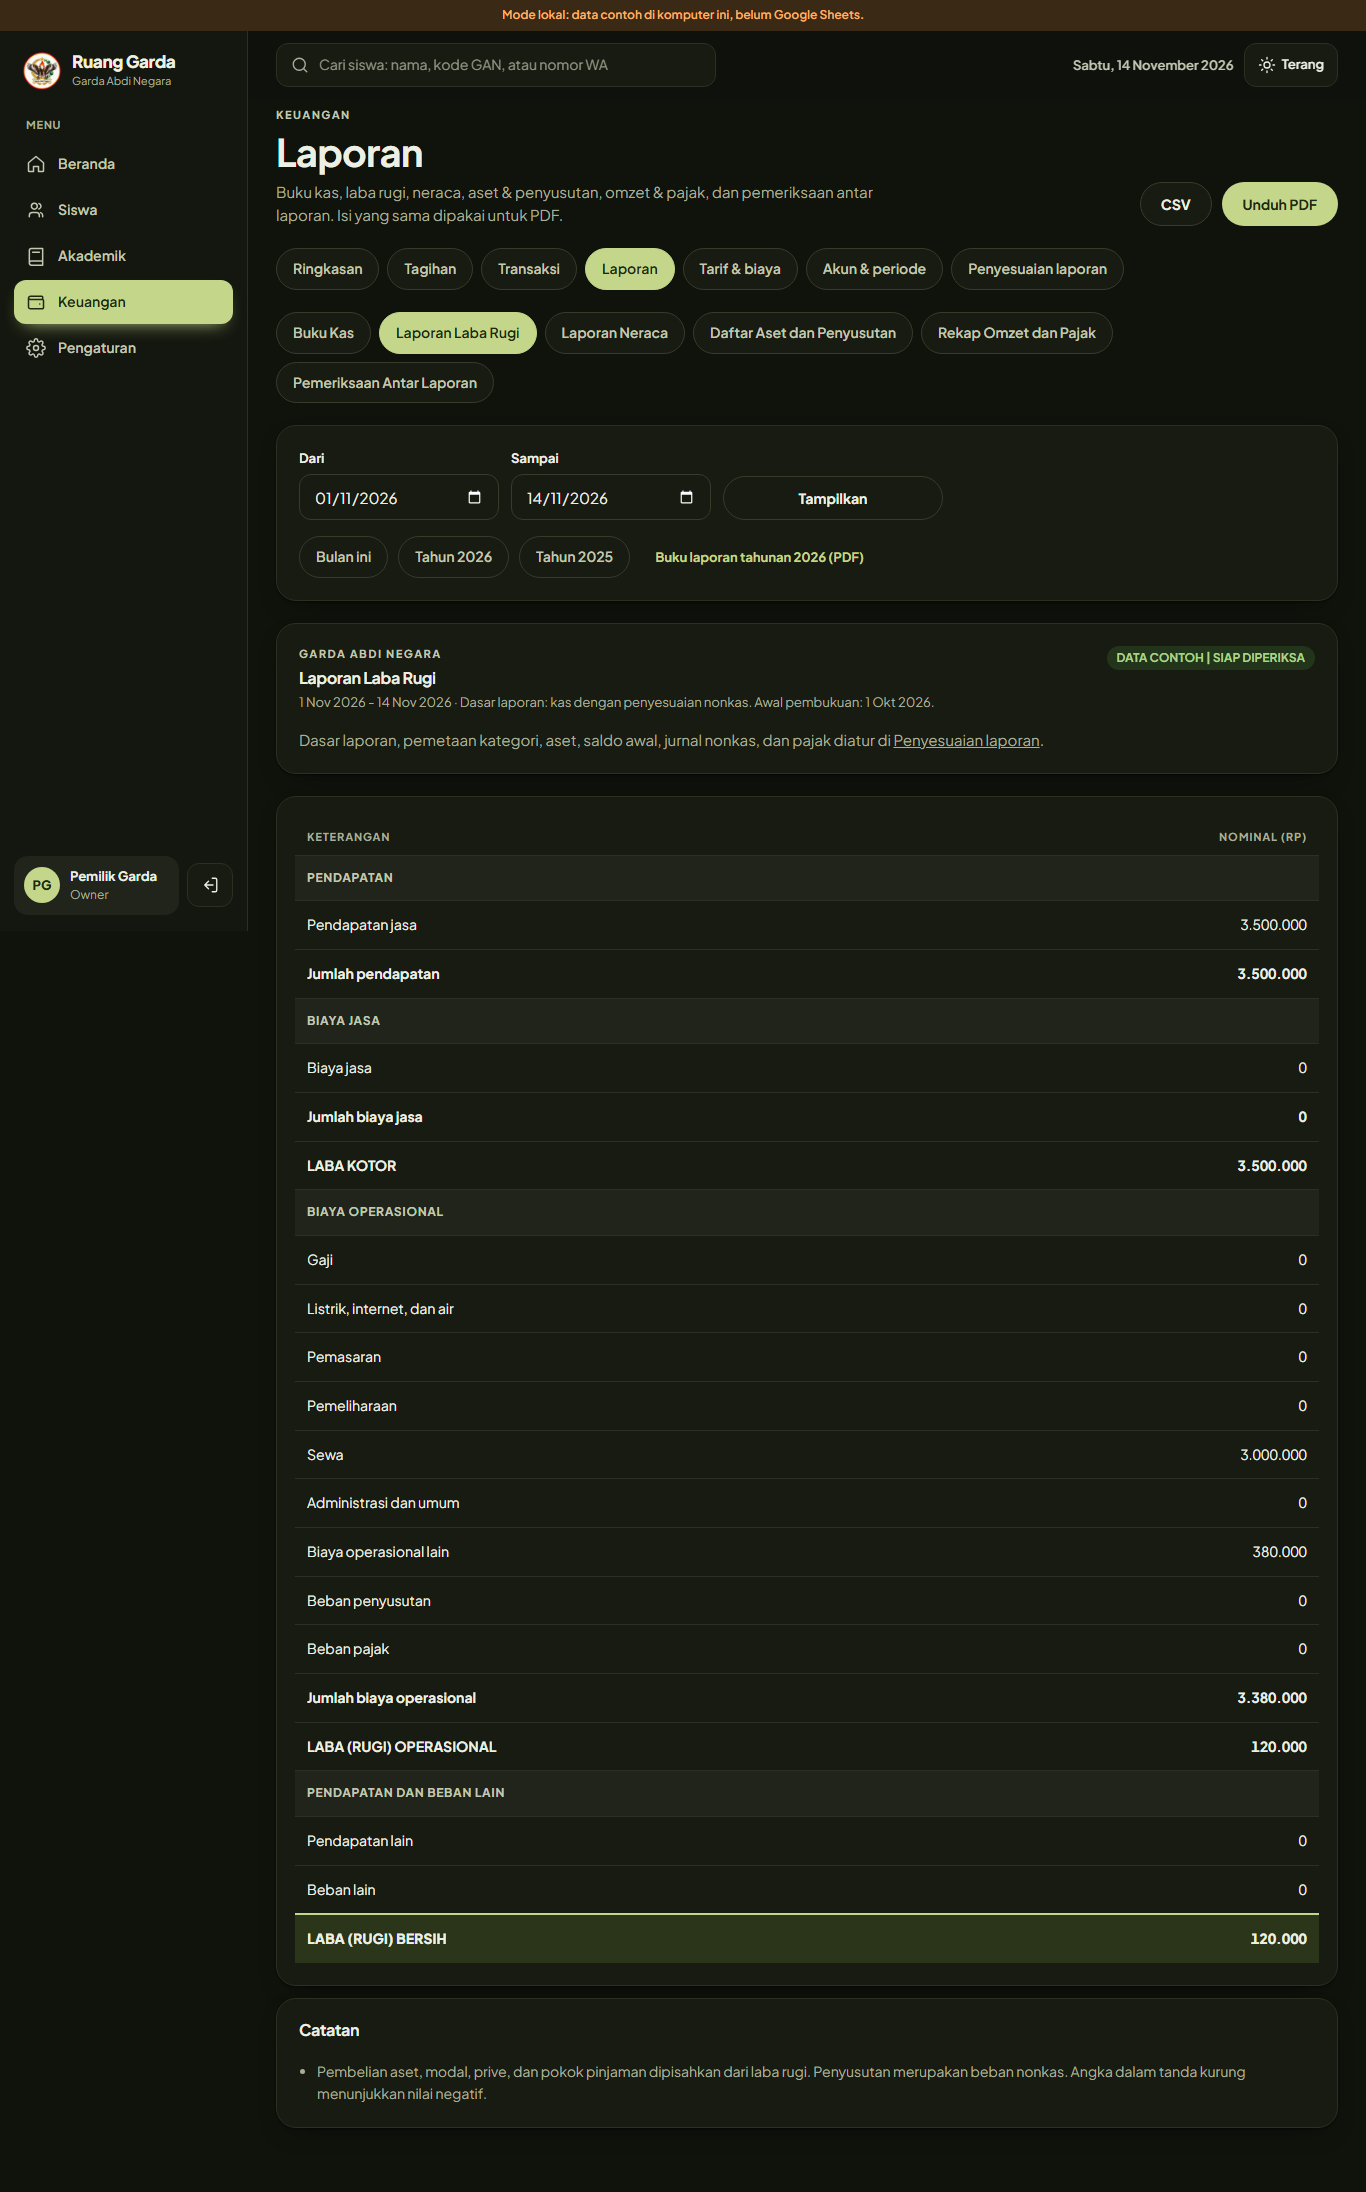 Mode lokal: data contoh di komputer ini, belum Google Sheets.
Ruang Garda
Garda Abdi Negara
MENU
Beranda
Siswa
Akademik
Keuangan
Pengaturan
PG
Pemilik Garda
Owner
Cari siswa: nama, kode GAN, atau nomor WA
Sabtu, 14 November 2026
Terang
KEUANGAN
Laporan
Buku kas, laba rugi, neraca, aset & penyusutan, omzet & pajak, dan pemeriksaan antar
laporan. Isi yang sama dipakai untuk PDF.
CSV
Unduh PDF
Ringkasan
Tagihan
Transaksi
Laporan
Tarif & biaya
Akun & periode
Penyesuaian laporan
Buku Kas
Laporan Laba Rugi
Laporan Neraca
Daftar Aset dan Penyusutan
Rekap Omzet dan Pajak
Pemeriksaan Antar Laporan
Dari
Sampai
01/11/2026
14/11/2026
Tampilkan
Bulan ini
Tahun 2026
Tahun 2025
Buku laporan tahunan 2026 (PDF)
GARDA ABDI NEGARA
DATA CONTOH | SIAP DIPERIKSA
Laporan Laba Rugi
1 Nov 2026 - 14 Nov 2026 · Dasar laporan: kas dengan penyesuaian nonkas. Awal pembukuan: 1 Okt 2026.
Dasar laporan, pemetaan kategori, aset, saldo awal, jurnal nonkas, dan pajak diatur di Penyesuaian laporan.
KETERANGAN NOMINAL (RP)
PENDAPATAN
Pendapatan jasa 3.500.000
Jumlah pendapatan 3.500.000
BIAYA JASA
Biaya jasa 0
Jumlah biaya jasa 0
LABA KOTOR 3.500.000
BIAYA OPERASIONAL
Gaji 0
Listrik, internet, dan air 0
Pemasaran 0
Pemeliharaan 0
Sewa 3.000.000
Administrasi dan umum 0
Biaya operasional lain 380.000
Beban penyusutan 0
Beban pajak 0
Jumlah biaya operasional 3.380.000
LABA (RUGI) OPERASIONAL 120.000
PENDAPATAN DAN BEBAN LAIN
Pendapatan lain 0
Beban lain 0
LABA (RUGI) BERSIH 120.000
Catatan
• Pembelian aset, modal, prive, dan pokok pinjaman dipisahkan dari laba rugi. Penyusutan merupakan beban nonkas. Angka dalam tanda kurung
menunjukkan nilai negatif.